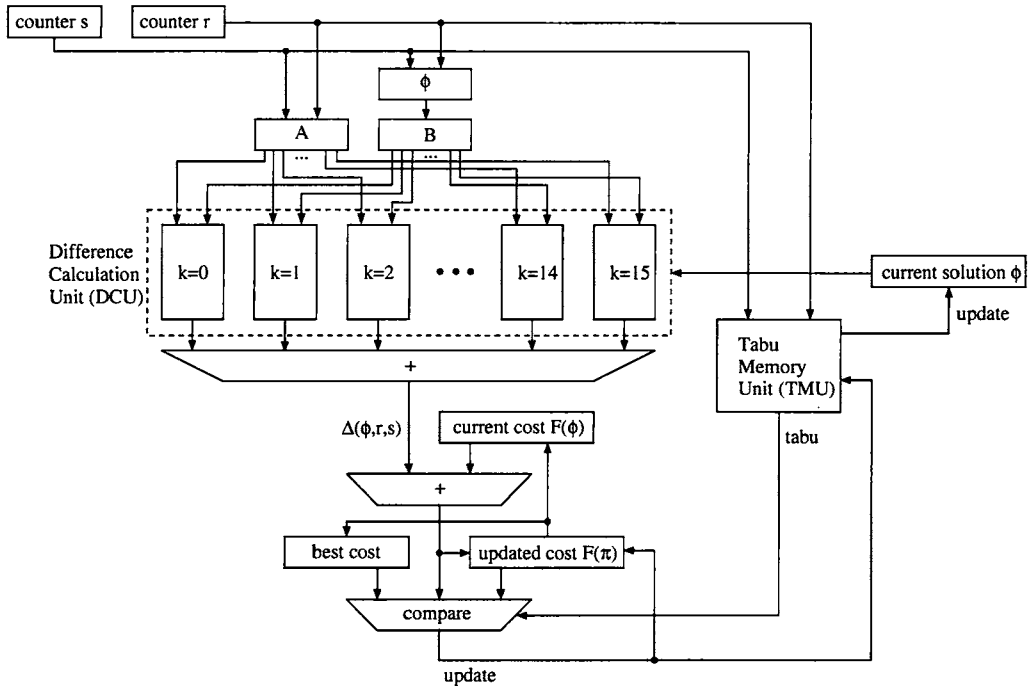 counter s
counter r
ϕ
A
B
...
...
Difference
Calculation
Unit (DCU)
k=0
k=1
k=2
•••
k=14
k=15
current solution ϕ
update
Tabu
Memory
Unit (TMU)
+
Δ(ϕ,r,s)
current cost F(ϕ)
tabu
+
best cost
updated cost F(π)
compare
update